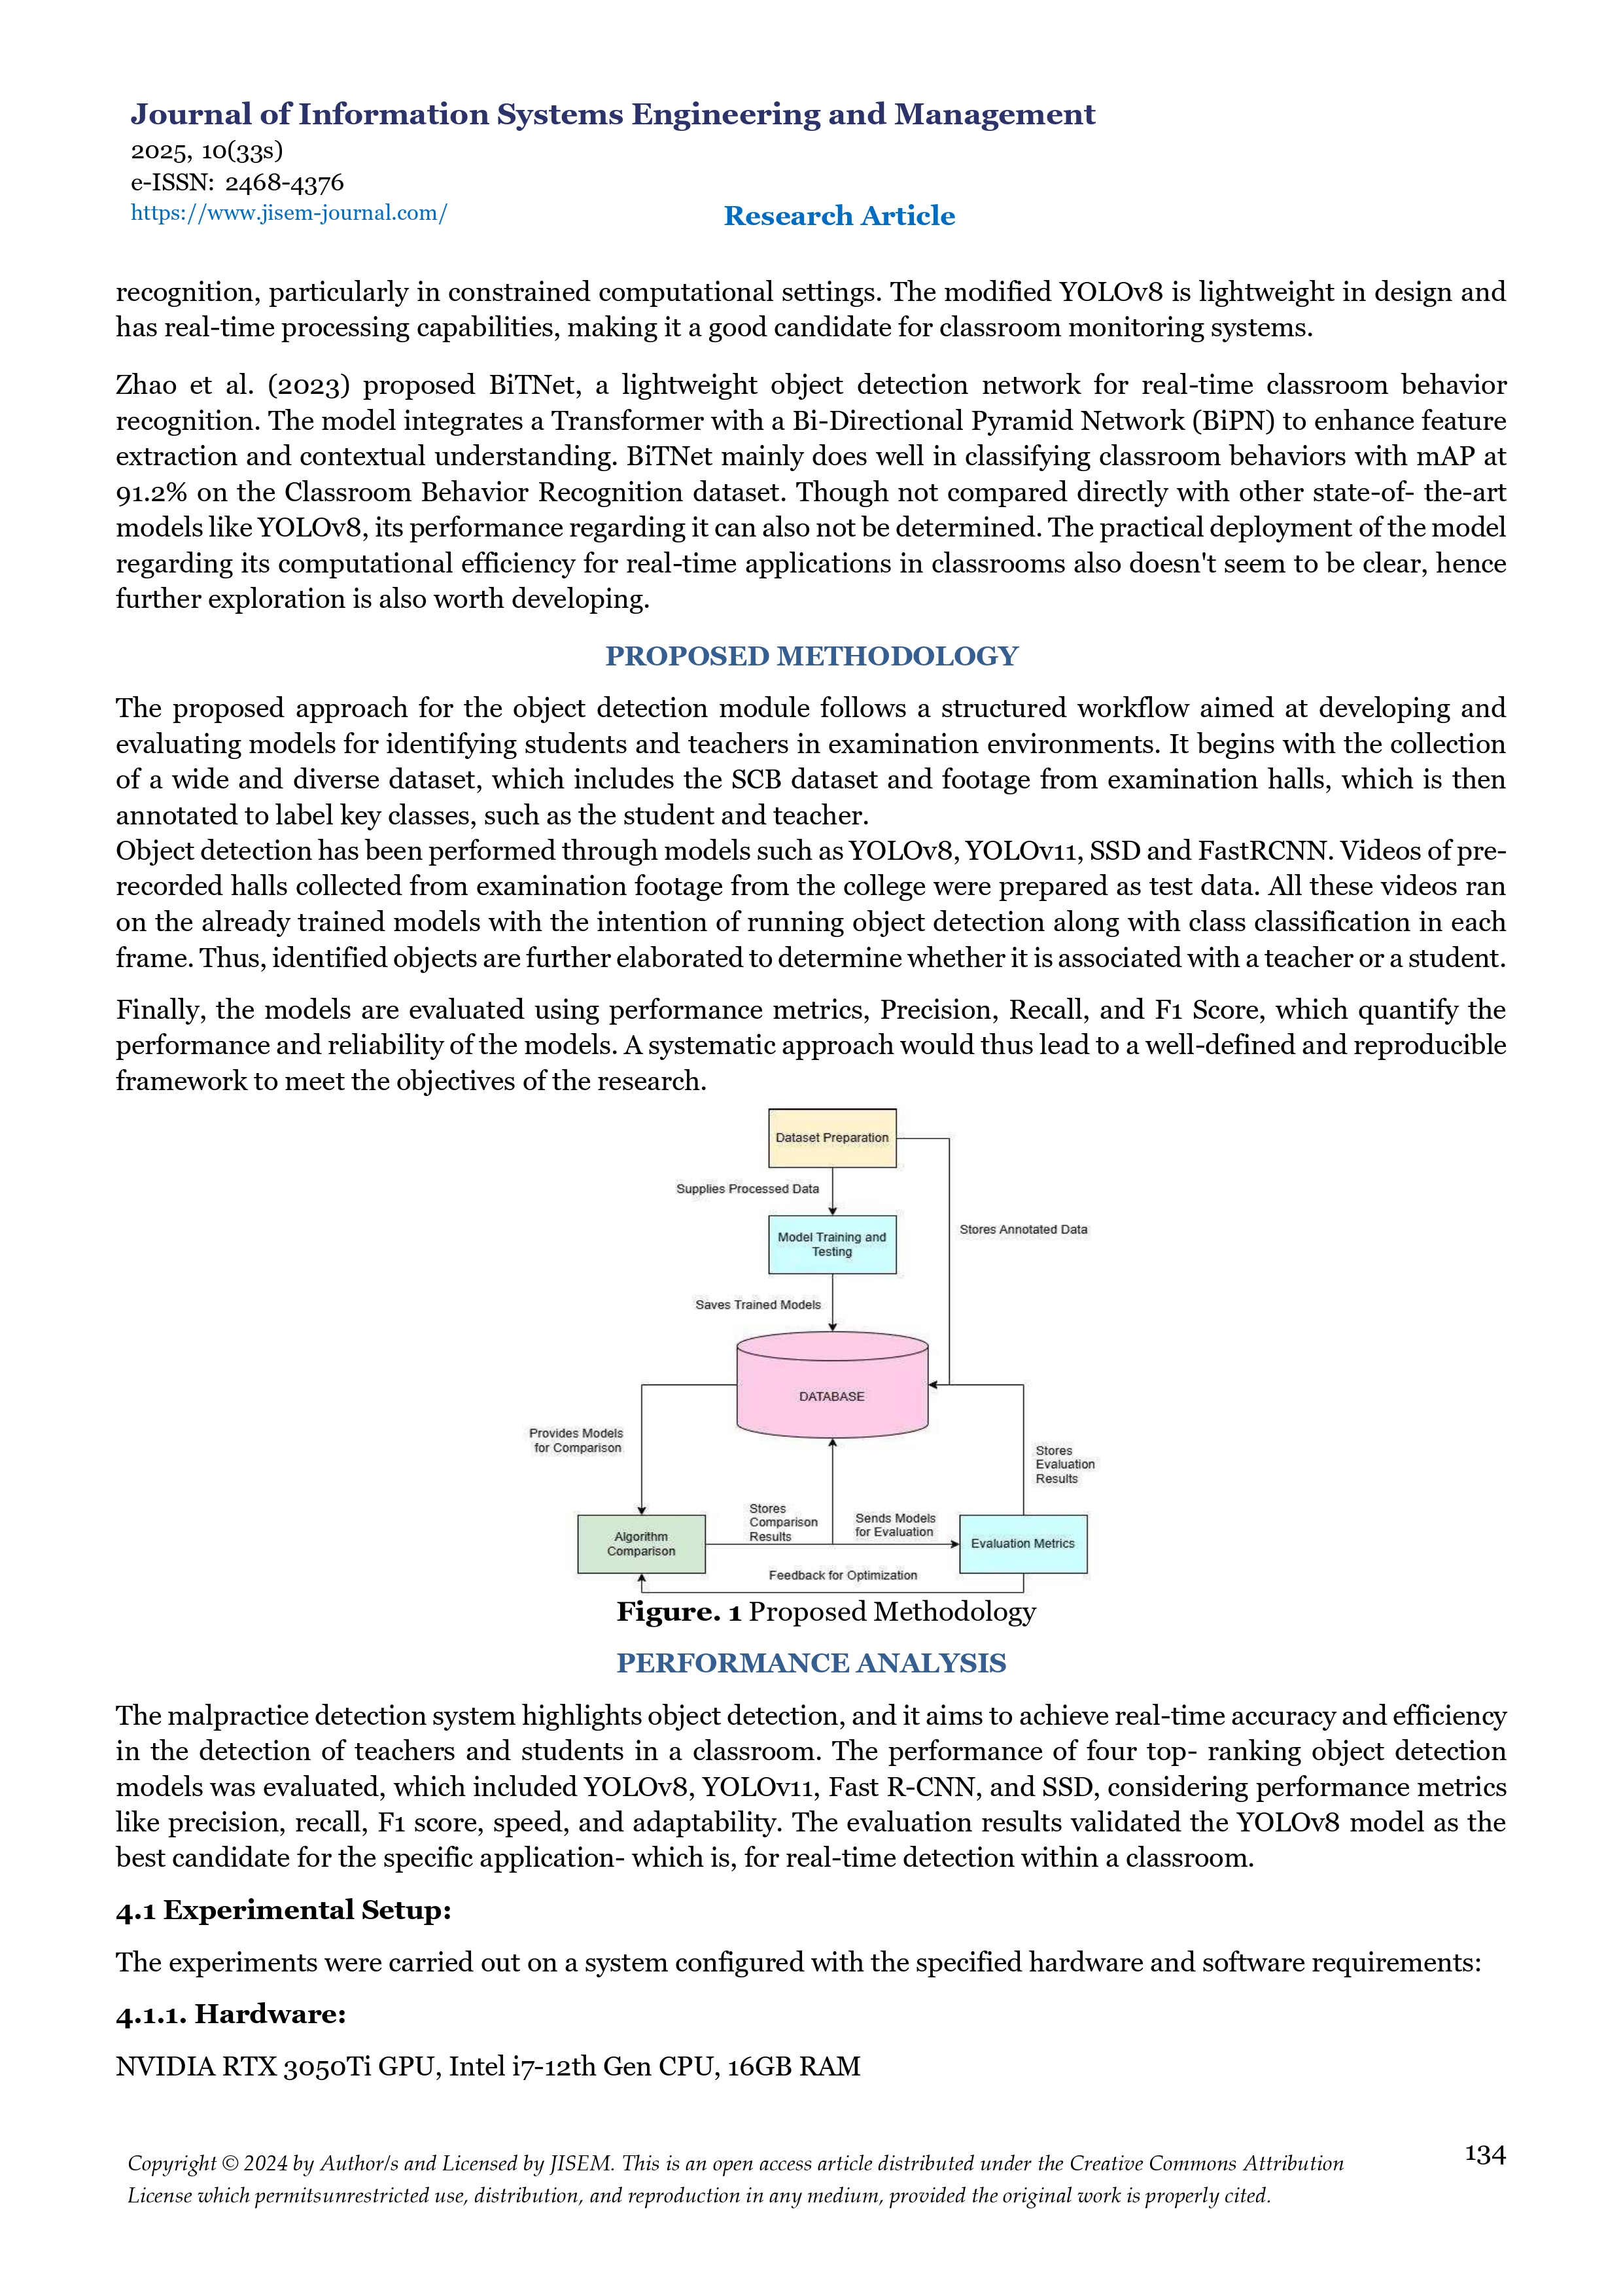 Journal of Information Systems Engineering and Management
2025, 10(33s)
e-ISSN: 2468-4376
https://www.jisem-journal.com/
Research Article
recognition, particularly in constrained computational settings. The modified YOLOv8 is lightweight in design and
has real-time processing capabilities, making it a good candidate for classroom monitoring systems.
Zhao et al. (2023) proposed BiTNet, a lightweight object detection network for real-time classroom behavior
recognition. The model integrates a Transformer with a Bi-Directional Pyramid Network (BiPN) to enhance feature
extraction and contextual understanding. BiTNet mainly does well in classifying classroom behaviors with mAP at
91.2% on the Classroom Behavior Recognition dataset. Though not compared directly with other state-of- the-art
models like YOLOv8, its performance regarding it can also not be determined. The practical deployment of the model
regarding its computational efficiency for real-time applications in classrooms also doesn't seem to be clear, hence
further exploration is also worth developing.
PROPOSED METHODOLOGY
The proposed approach for the object detection module follows a structured workflow aimed at developing and
evaluating models for identifying students and teachers in examination environments. It begins with the collection
of a wide and diverse dataset, which includes the SCB dataset and footage from examination halls, which is then
annotated to label key classes, such as the student and teacher.
Object detection has been performed through models such as YOLOv8, YOLOv11, SSD and FastRCNN. Videos of pre-
recorded halls collected from examination footage from the college were prepared as test data. All these videos ran
on the already trained models with the intention of running object detection along with class classification in each
frame. Thus, identified objects are further elaborated to determine whether it is associated with a teacher or a student.
Finally, the models are evaluated using performance metrics, Precision, Recall, and F1 Score, which quantify the
performance and reliability of the models. A systematic approach would thus lead to a well-defined and reproducible
framework to meet the objectives of the research.
Dataset Preparation
Supplies Processed Data
Model Training and
Testing
Stores Annotated Data
Saves Trained Models
DATABASE
Provides Models
for Comparison
Stores
Evaluation
Results
Stores
Comparison
Results
Sends Models
for Evaluation
Algorithm
Comparison
Evaluation Metrics
Feedback for Optimization
Figure. 1 Proposed Methodology
PERFORMANCE ANALYSIS
The malpractice detection system highlights object detection, and it aims to achieve real-time accuracy and efficiency
in the detection of teachers and students in a classroom. The performance of four top- ranking object detection
models was evaluated, which included YOLOv8, YOLOv11, Fast R-CNN, and SSD, considering performance metrics
like precision, recall, F1 score, speed, and adaptability. The evaluation results validated the YOLOv8 model as the
best candidate for the specific application- which is, for real-time detection within a classroom.
4.1 Experimental Setup:
The experiments were carried out on a system configured with the specified hardware and software requirements:
4.1.1. Hardware:
NVIDIA RTX 3050Ti GPU, Intel i7-12th Gen CPU, 16GB RAM
Copyright © 2024 by Author/s and Licensed by JISEM. This is an open access article distributed under the Creative Commons Attribution
License which permitsunrestricted use, distribution, and reproduction in any medium, provided the original work is properly cited.
134